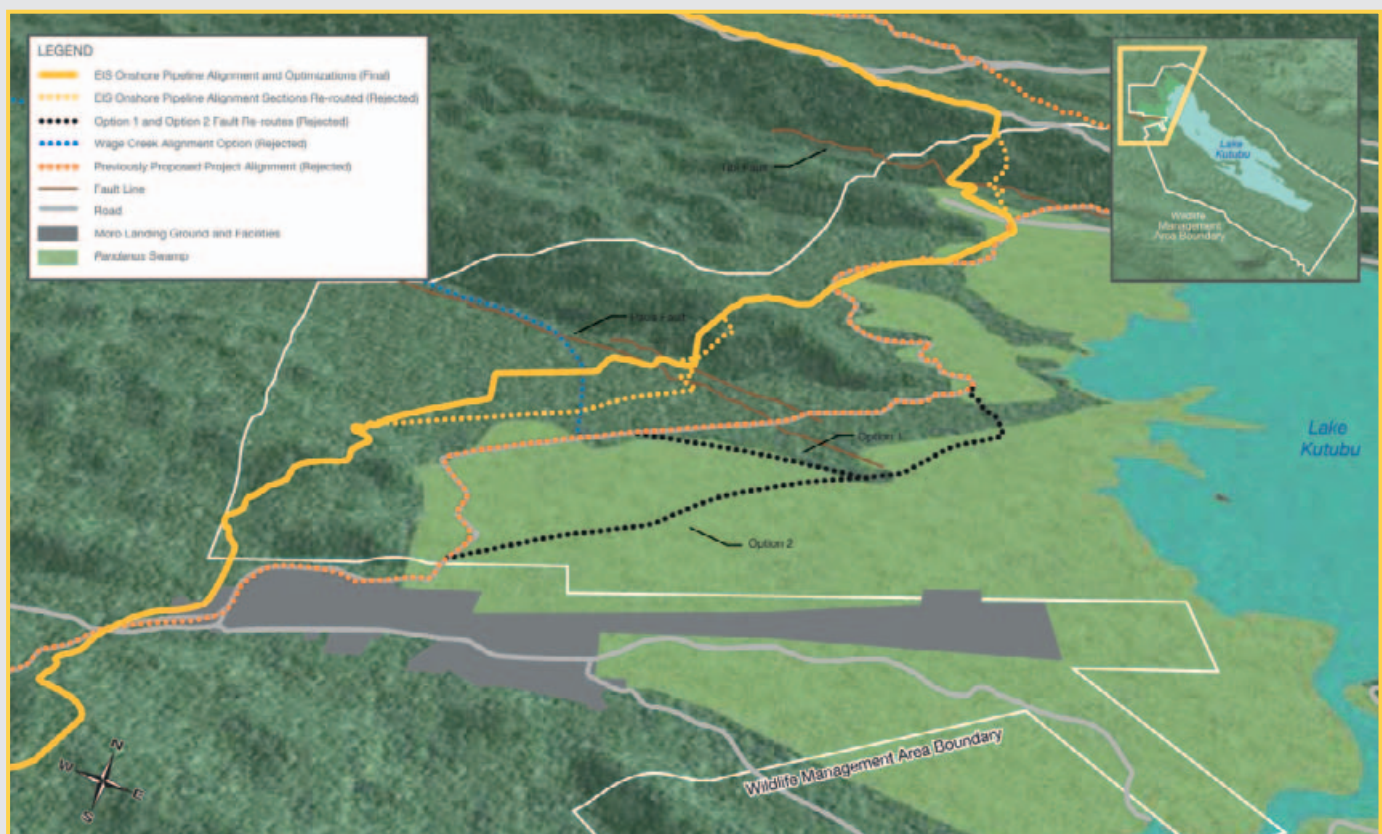 LEGEND
EIS Onshore Pipeline Alignment and Optimizations (Final)
EIS Onshore Pipeline Alignment Sections Re-routed (Rejected)
Option 1 and Option 2 Fault Re-routes (Rejected)
Wage Creek Alignment Option (Rejected)
Previously Proposed Project Alignment (Rejected)
Fault Line
Road
Moro Landing Ground and Facilities
Pandanus Swamp
Fault
Fault
Option 1
Option 2
Lake
Kutubu
Wildlife
Management
Area Boundary
Lake
Kutubu
Wildlife Management Area Boundary
N
W
E
S